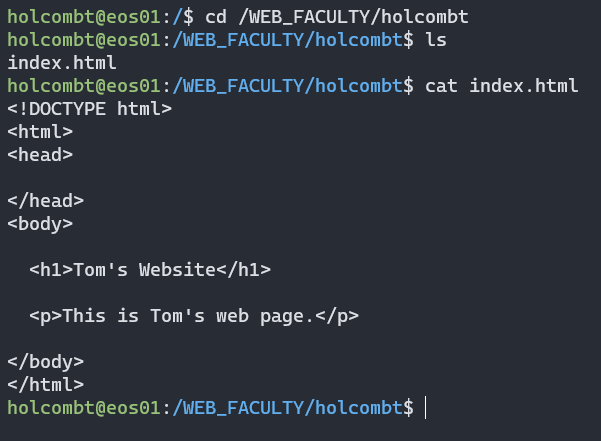 holcombt@eos01:/$ cd /WEB_FACULTY/holcombt
holcombt@eos01:/WEB_FACULTY/holcombt$ ls
index.html
holcombt@eos01:/WEB_FACULTY/holcombt$ cat index.html
<!DOCTYPE html>
<html>
<head>
</head>
<body>
  <h1>Tom's Website</h1>
  <p>This is Tom's web page.</p>
</body>
</html>
holcombt@eos01:/WEB_FACULTY/holcombt$